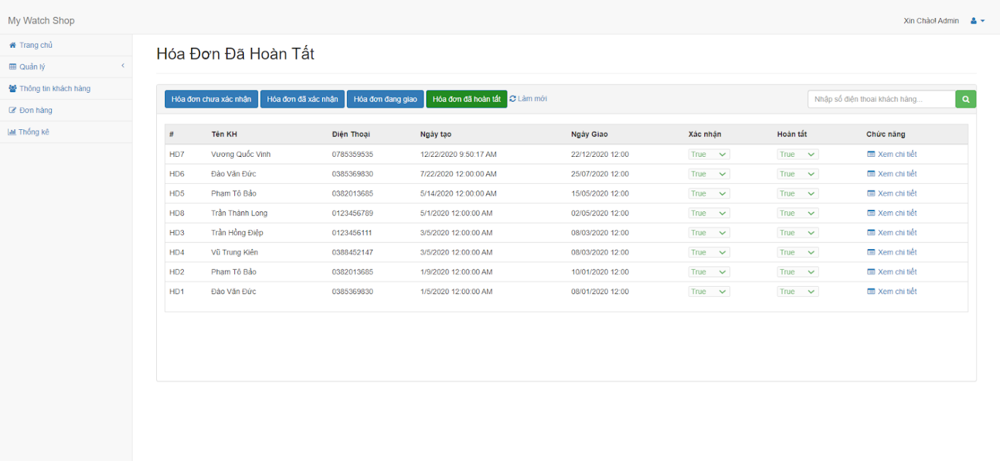 My Watch Shop
Xin Chào! Admin
Trang chủ
Quản lý
Thông tin khách hàng
Đơn hàng
Thống kê
Hóa Đơn Đã Hoàn Tất
Hóa đơn chưa xác nhận Hóa đơn đã xác nhận Hóa đơn đang giao Hóa đơn đã hoàn tất Làm mới Nhập số điện thoai khách hàng...
# Tên KH Điện Thoại Ngày tạo Ngày Giao Xác nhận Hoàn tất Chức năng
HD7 Vương Quốc Vinh 0785359535 12/22/2020 9:50:17 AM 22/12/2020 12:00 True True Xem chi tiết
HD6 Đào Văn Đức 0385369830 7/22/2020 12:00:00 AM 25/07/2020 12:00 True True Xem chi tiết
HD5 Phạm Tô Bảo 0382013685 5/14/2020 12:00:00 AM 15/05/2020 12:00 True True Xem chi tiết
HD8 Trần Thành Long 0123456789 5/1/2020 12:00:00 AM 02/05/2020 12:00 True True Xem chi tiết
HD3 Trần Hồng Điệp 0123456111 3/5/2020 12:00:00 AM 08/03/2020 12:00 True True Xem chi tiết
HD4 Vũ Trung Kiên 0388452147 3/5/2020 12:00:00 AM 08/03/2020 12:00 True True Xem chi tiết
HD2 Phạm Tô Bảo 0382013685 1/9/2020 12:00:00 AM 10/01/2020 12:00 True True Xem chi tiết
HD1 Đào Văn Đức 0385369830 1/5/2020 12:00:00 AM 08/01/2020 12:00 True True Xem chi tiết